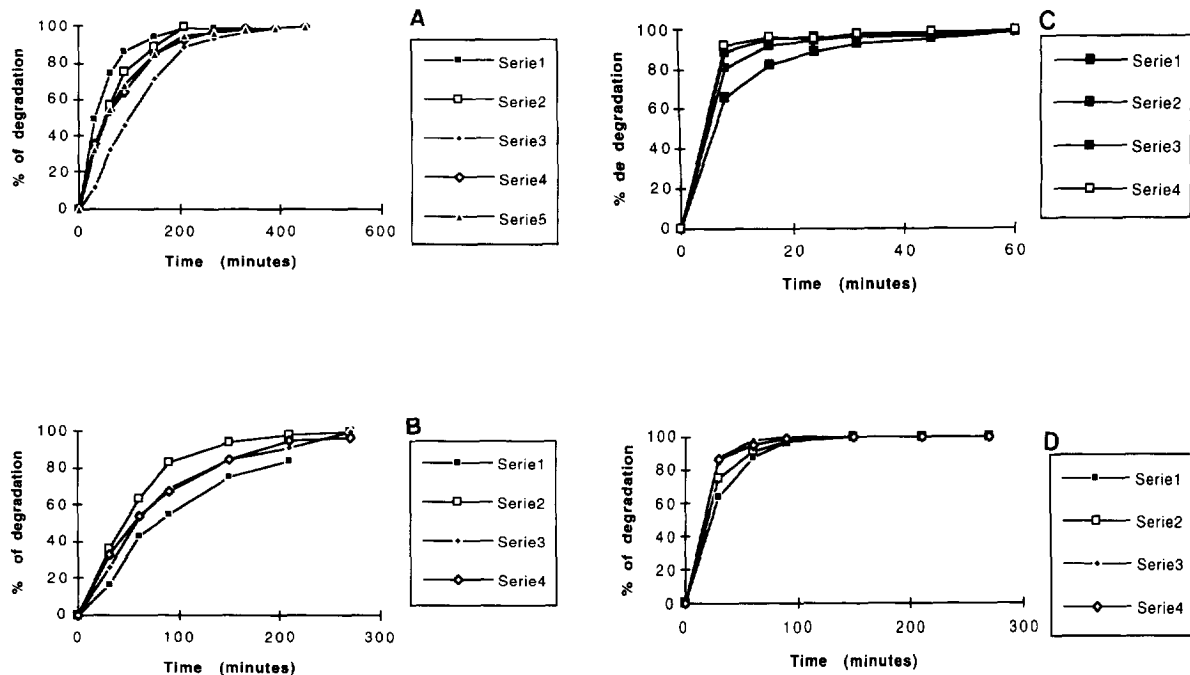 A
% of degradation
100
80
60
40
20
0
0 200 400 600
Time (minutes)
Serie1
Serie2
Serie3
Serie4
Serie5
C
% de degradation
100
80
60
40
20
0
0 20 40 60
Time (minutes)
Serie1
Serie2
Serie3
Serie4
B
% of degradation
100
80
60
40
20
0
0 100 200 300
Time (minutes)
Serie1
Serie2
Serie3
Serie4
D
% of degradation
100
80
60
40
20
0
0 100 200 300
Time (minutes)
Serie1
Serie2
Serie3
Serie4